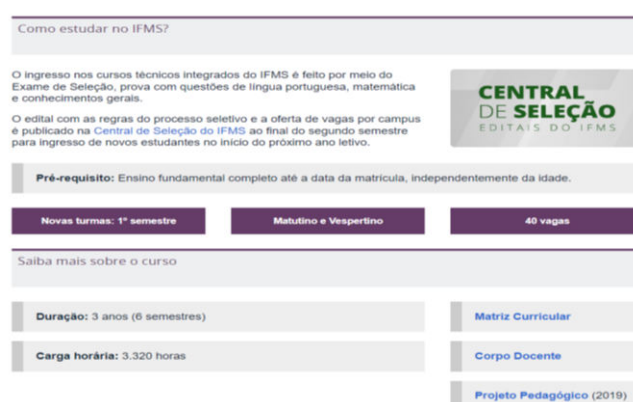 Como estudar no IFMS?
O ingresso nos cursos técnicos integrados do IFMS é feito por meio do
Exame de Seleção, prova com questões de língua portuguesa, matemática
e conhecimentos gerais.
O edital com as regras do processo seletivo e a oferta de vagas por campus
é publicado na Central de Seleção do IFMS ao final do segundo semestre
para ingresso de novos estudantes no início do próximo ano letivo.
CENTRAL
DE SELEÇÃO
EDITAIS DO IFMS
Pré-requisito: Ensino fundamental completo até a data da matrícula, independentemente da idade.
Novas turmas: 1º semestre
Matutino e Vespertino
40 vagas
Saiba mais sobre o curso
Duração: 3 anos (6 semestres)
Matriz Curricular
Carga horária: 3.320 horas
Corpo Docente
Projeto Pedagógico (2019)